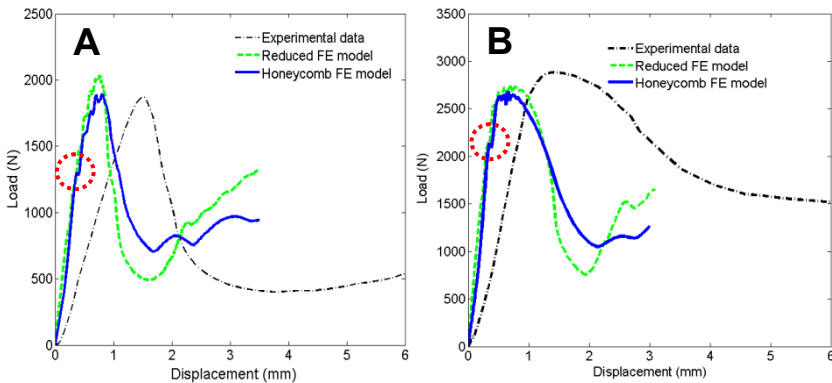 A
Experimental data
Reduced FE model
Honeycomb FE model
Load (N)
2500
2000
1500
1000
500
0
0 1 2 3 4 5 6
Displacement (mm)
B
Experimental data
Reduced FE model
Honeycomb FE model
Load (N)
3500
3000
2500
2000
1500
1000
500
0
0 1 2 3 4 5 6
Displacement (mm)